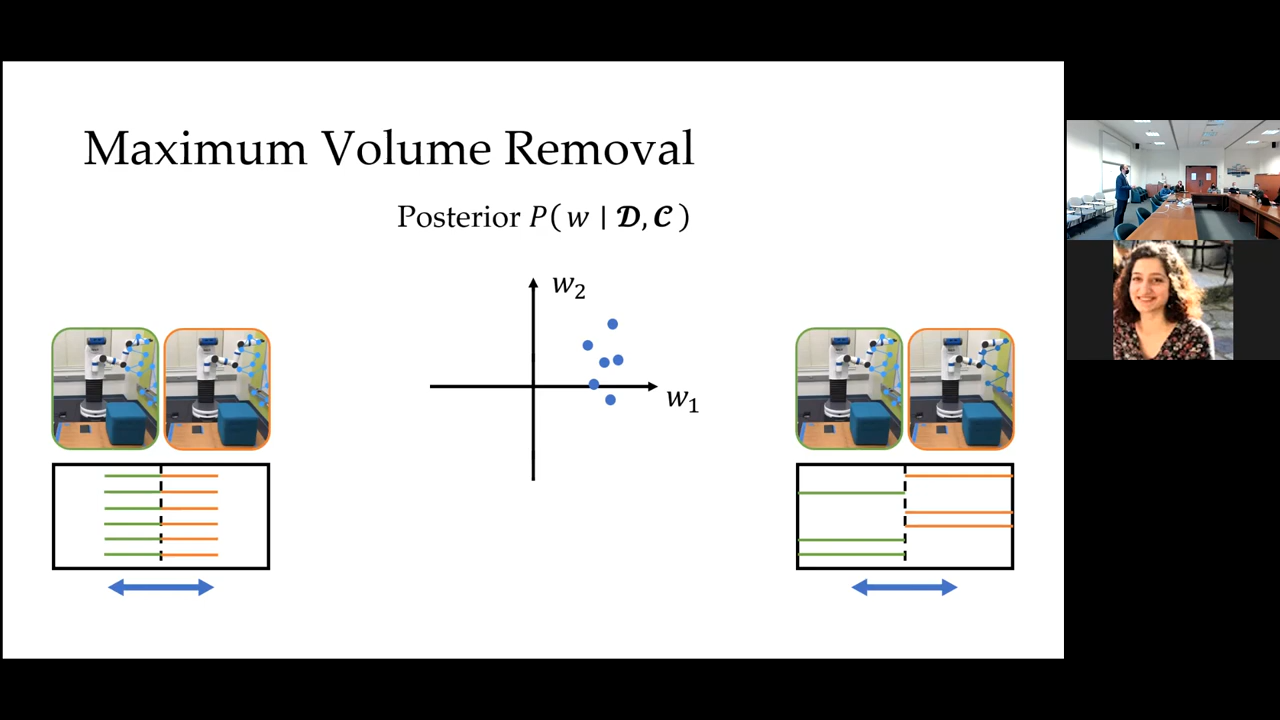 Maximum Volume Removal
Posterior P( w | 𝓓, 𝓒 )
w₂
w₁